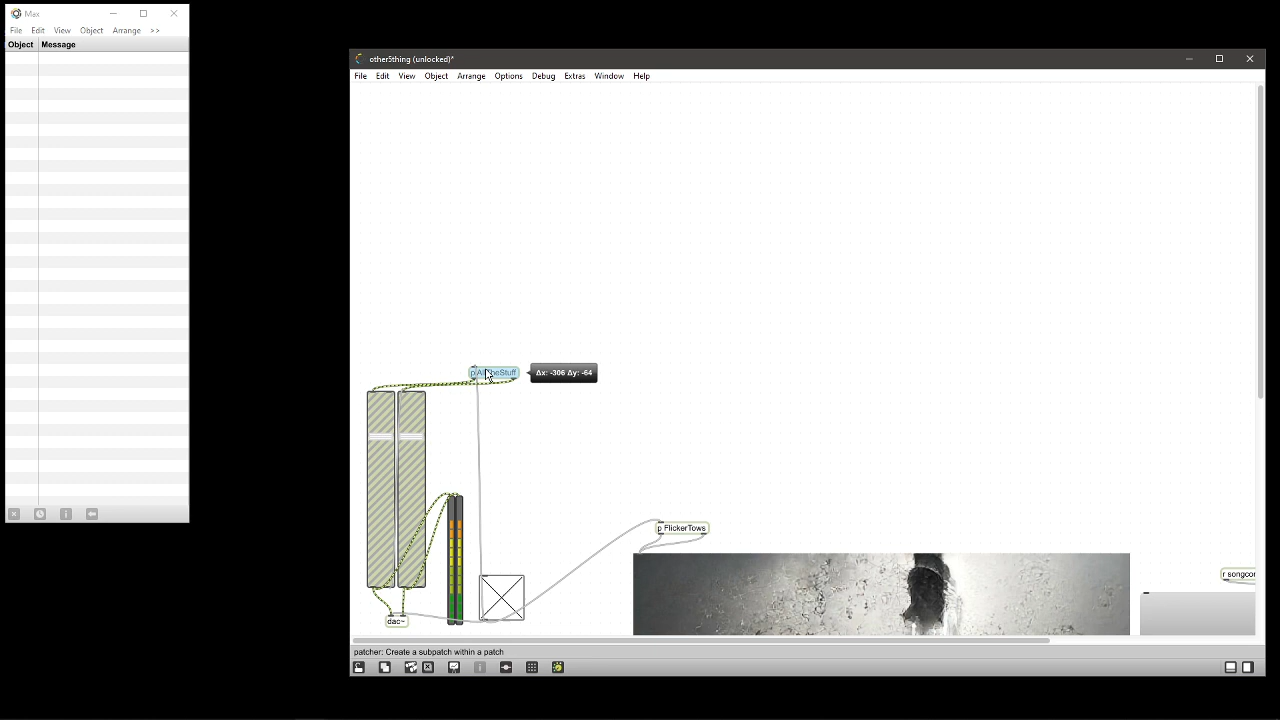 Max
File Edit View Object Arrange >>
Object Message
other5thing (unlocked)*
File Edit View Object Arrange Options Debug Extras Window Help
Δx: -306 Δy: -64
p FlickerTows
dac~
patcher: Create a subpatch within a patch